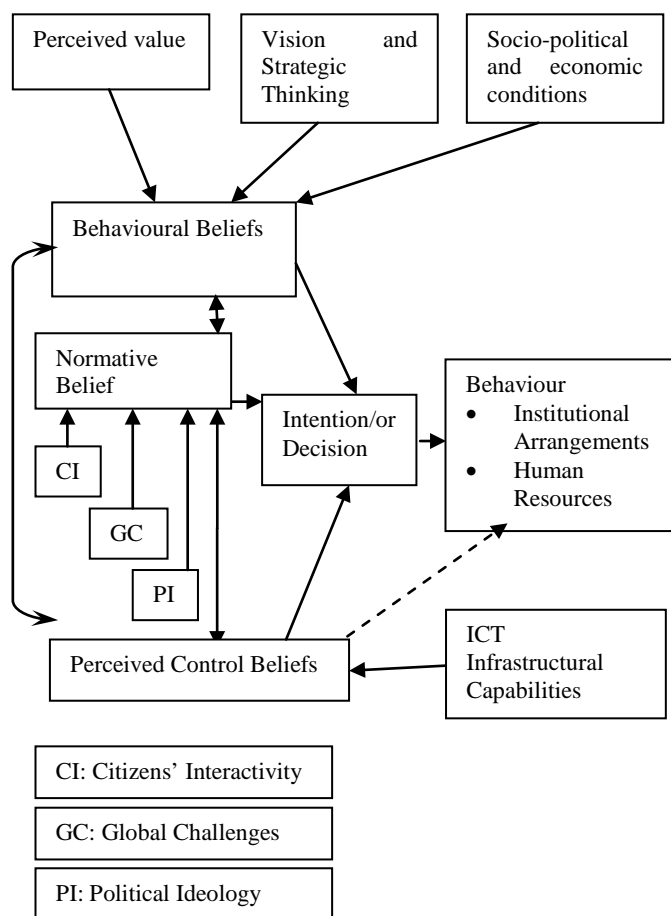 Perceived value
Vision and
Strategic
Thinking
Socio-political
and economic
conditions
Behavioural Beliefs
Normative
Belief
Intention/or
Decision
Behaviour
• Institutional
Arrangements
• Human
Resources
CI
GC
PI
Perceived Control Beliefs
ICT
Infrastructural
Capabilities
CI: Citizens’ Interactivity
GC: Global Challenges
PI: Political Ideology